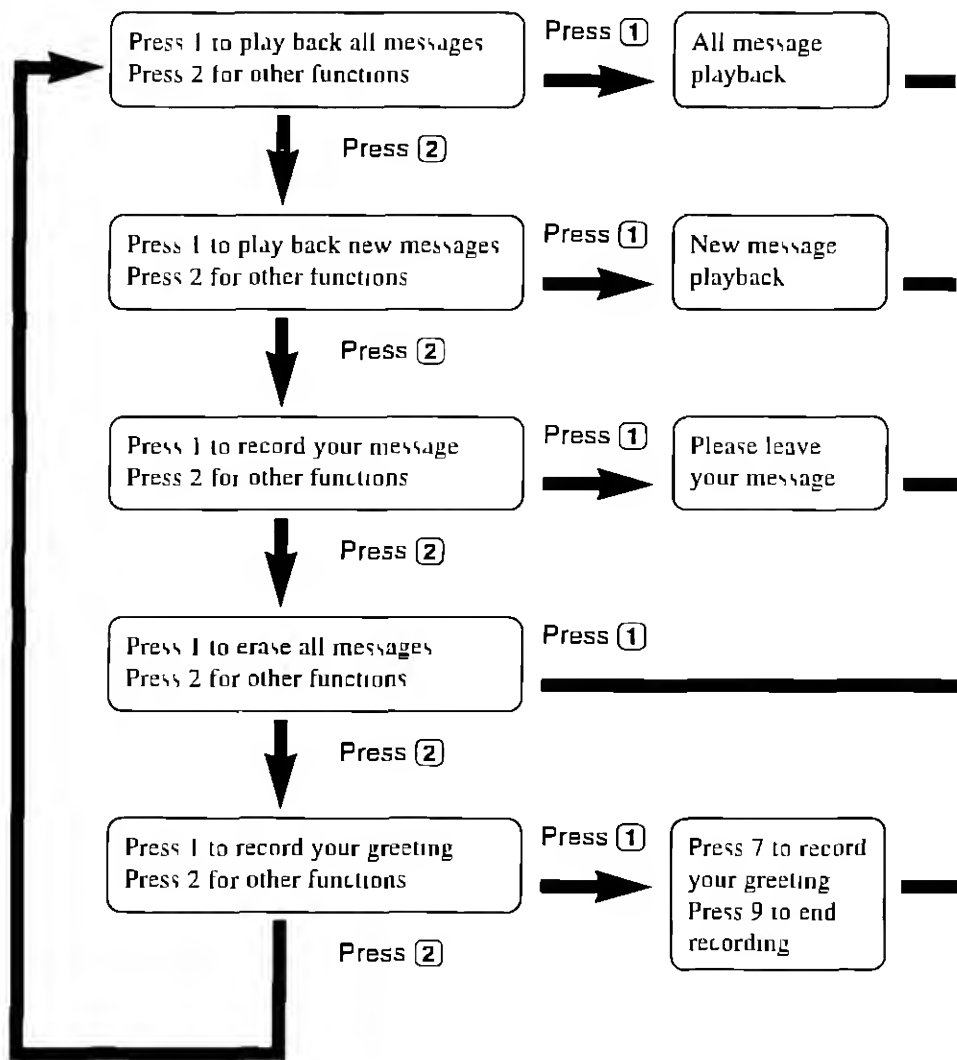 Press 1 to play back all messages
Press 2 for other functions
Press 1
All message
playback
Press 2
Press 1 to play back new messages
Press 2 for other functions
Press 1
New message
playback
Press 2
Press 1 to record your message
Press 2 for other functions
Press 1
Please leave
your message
Press 2
Press 1 to erase all messages
Press 2 for other functions
Press 1
Press 2
Press 1 to record your greeting
Press 2 for other functions
Press 1
Press 7 to record
your greeting
Press 9 to end
recording
Press 2